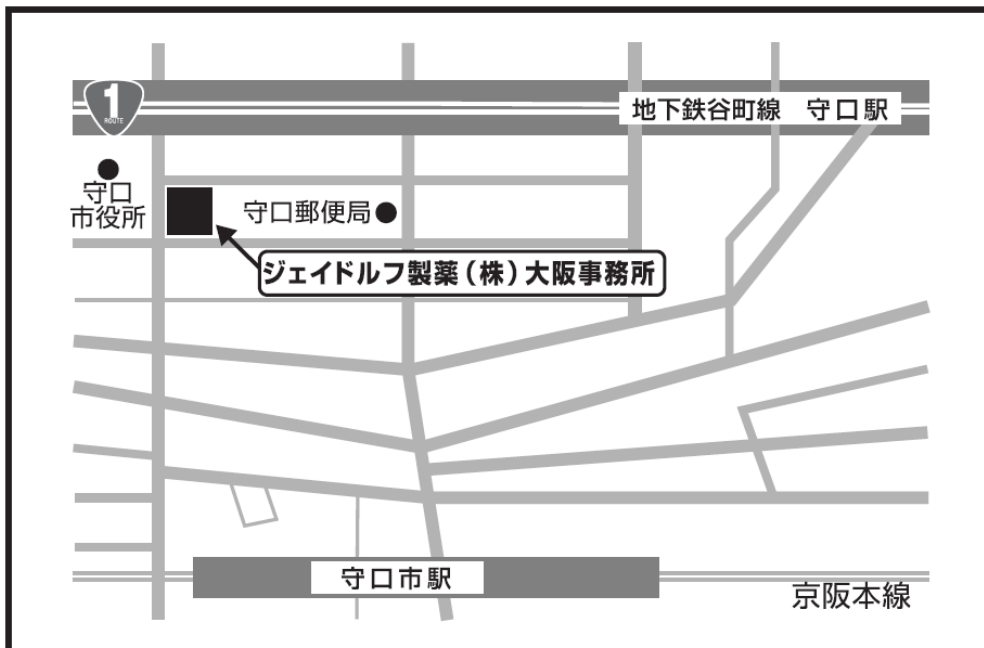 1
ROUTE
地下鉄谷町線 守口駅
守口
市役所
守口郵便局
ジェイドルフ製薬(株)大阪事務所
守口市駅
京阪本線